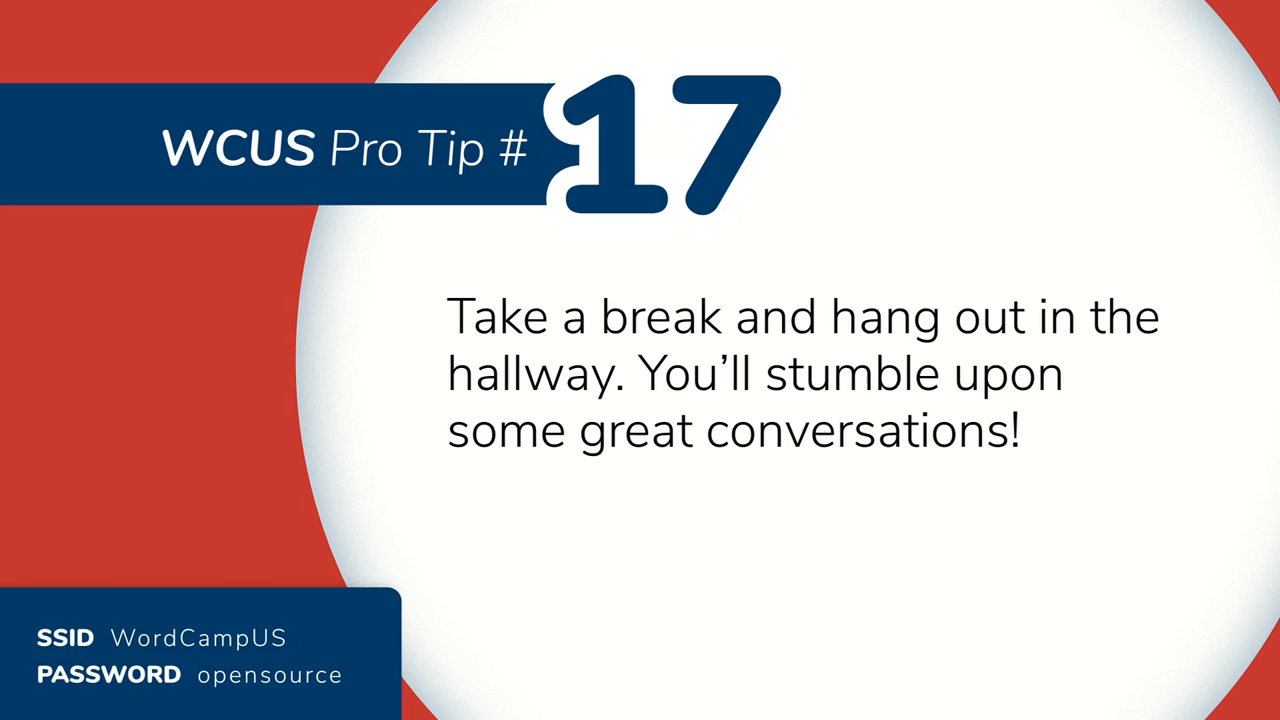 WCUS Pro Tip #17
Take a break and hang out in the
hallway. You’ll stumble upon
some great conversations!
SSID WordCampUS
PASSWORD opensource